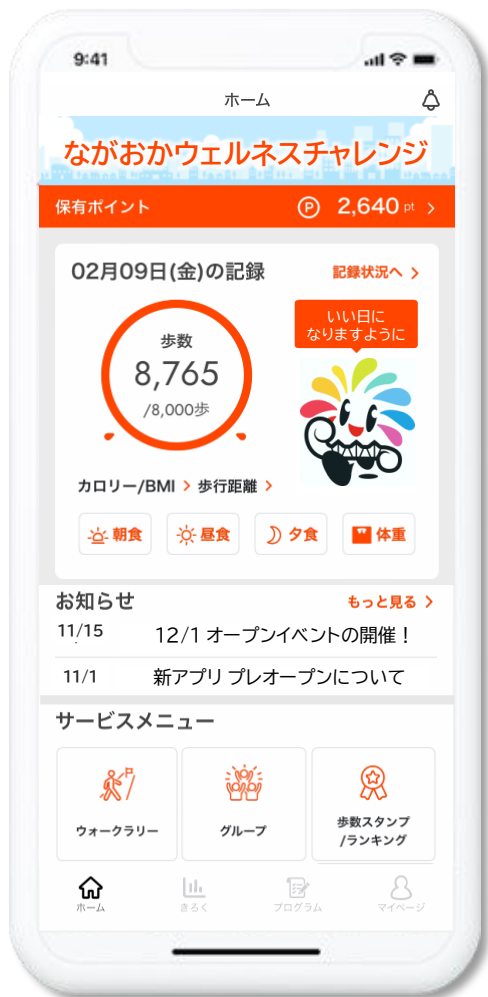 9:41
ホーム
ながおかウェルネスチャレンジ
保有ポイント P 2,640 pt
02月09日(金)の記録 記録状況へ
いい日に
なりますように
歩数
8,765
/8,000歩
カロリー/BMI 歩行距離
朝食 昼食 夕食 体重
お知らせ もっと見る
11/15 12/1 オープンイベントの開催！
11/1 新アプリ プレオープンについて
サービスメニュー
ウォークラリー グループ 歩数スタンプ
/ランキング
ホーム きろく プログラム マイページ